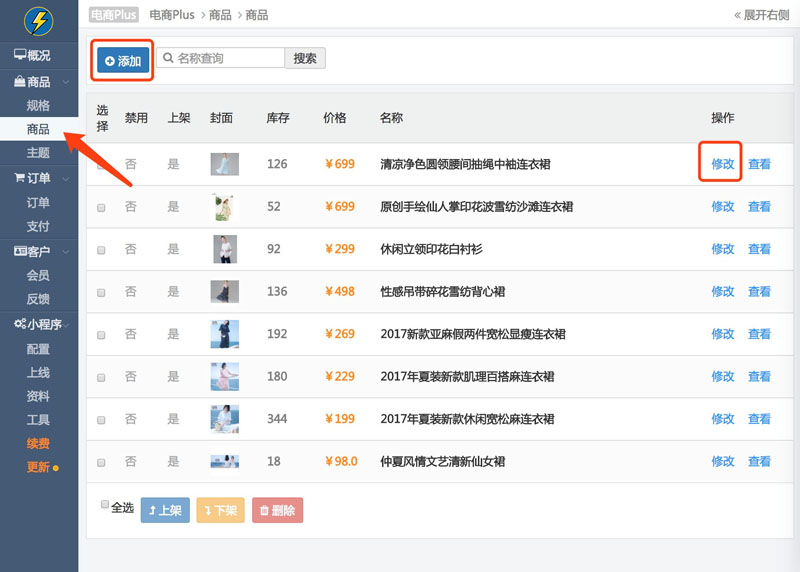 电商Plus 电商Plus > 商品 > 商品 « 展开右侧
概况
商品
规格
商品
主题
订单
订单
支付
客户
会员
反馈
小程序
配置
上线
资料
工具
续费
更新
添加 名称查询 搜索
选择 禁用 上架 封面 库存 价格 名称 操作
否 是 126 ¥699 清凉净色圆领腰间抽绳中袖连衣裙 修改 查看
否 是 52 ¥699 原创手绘仙人掌印花波雪纺沙滩连衣裙 修改 查看
否 是 92 ¥299 休闲立领印花白衬衫 修改 查看
否 是 136 ¥498 性感吊带碎花雪纺背心裙 修改 查看
否 是 192 ¥269 2017新款亚麻假两件宽松显瘦连衣裙 修改 查看
否 是 180 ¥229 2017年夏装新款肌理百搭麻连衣裙 修改 查看
否 是 344 ¥199 2017年夏装新款休闲宽松麻连衣裙 修改 查看
否 是 18 ¥98.0 仲夏风情文艺清新仙女裙 修改 查看
全选 上架 下架 删除